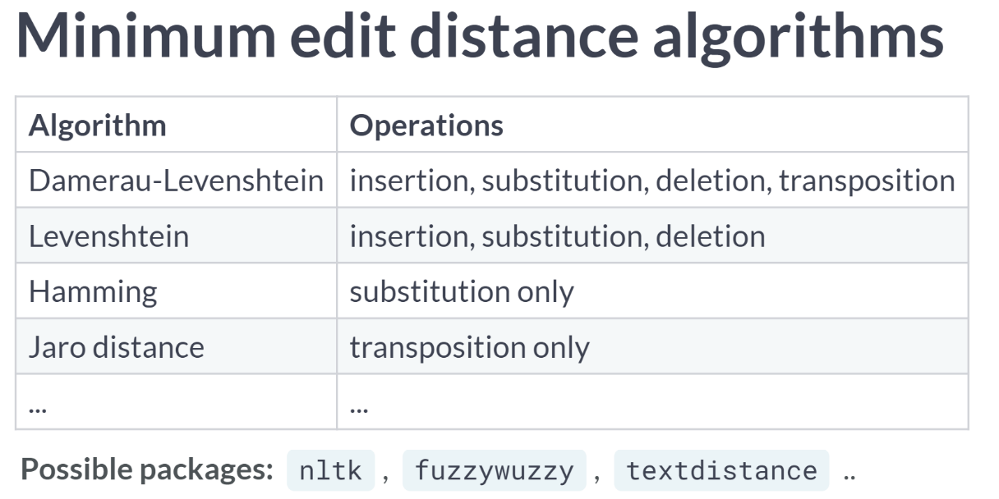 Minimum edit distance algorithms
Algorithm Operations
Damerau-Levenshtein insertion, substitution, deletion, transposition
Levenshtein insertion, substitution, deletion
Hamming substitution only
Jaro distance transposition only
... ...
Possible packages: nltk , fuzzywuzzy , textdistance ..